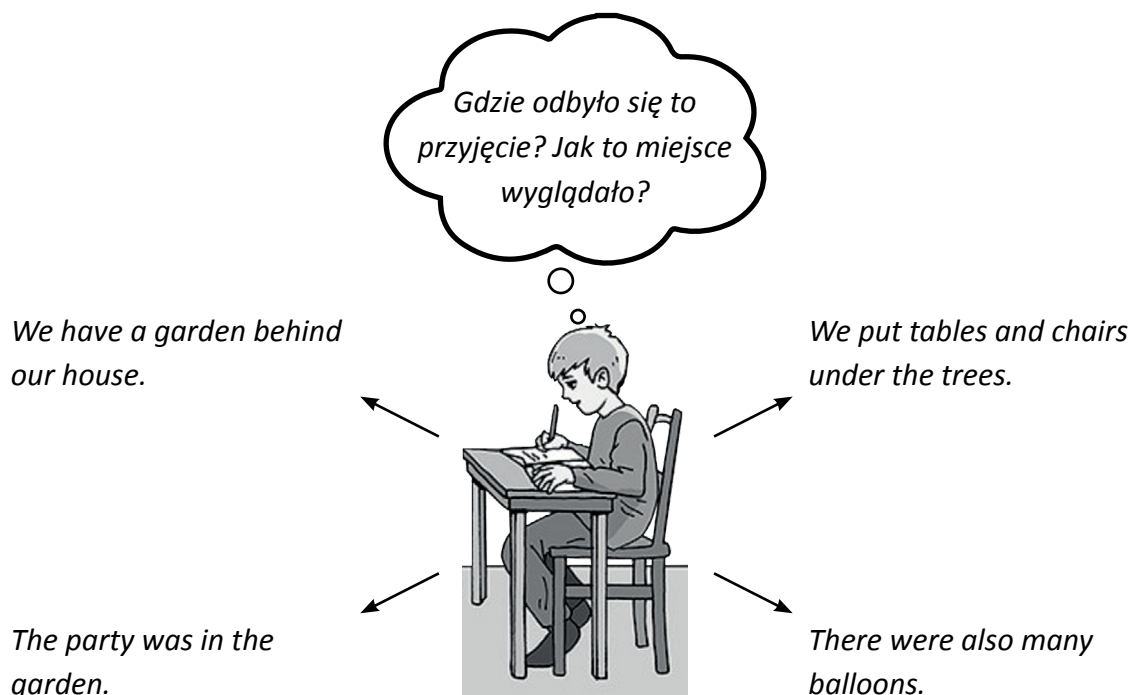 Gdzie odbyło się to
przyjęcie? Jak to miejsce
wyglądało?
We have a garden behind
our house.
We put tables and chairs
under the trees.
The party was in the
garden.
There were also many
balloons.